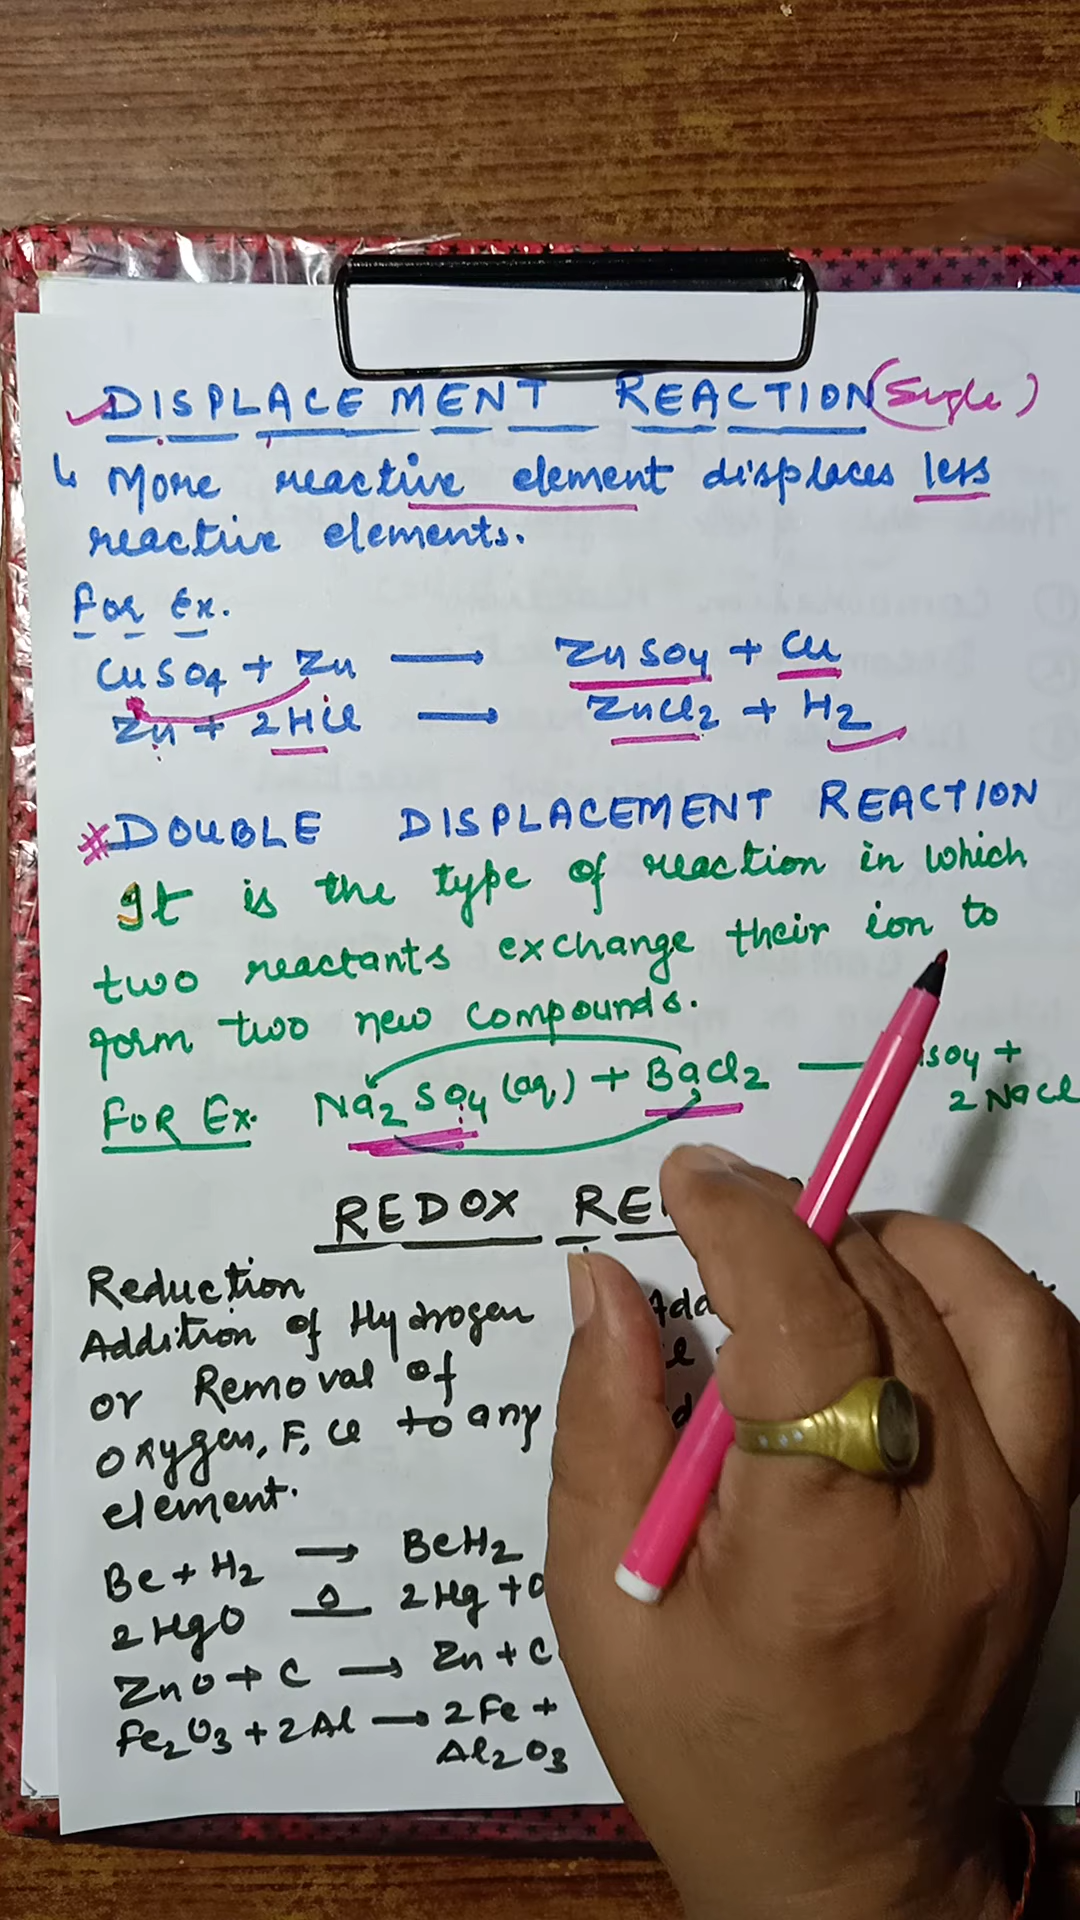 DISPLACEMENT REACTION (Single)
↳ More reactive element displaces less
reactive elements.
For Ex.
CuSO4 + Zn → ZnSO4 + Cu
Zn + 2HCl → ZnCl2 + H2
# DOUBLE DISPLACEMENT REACTION
It is the type of reaction in which
two reactants exchange their ion to
form two new compounds.
FOR Ex. Na2SO4 (aq) + BaCl2 — SO4 +
2NaCl
REDOX
Reduction
Addition of Hydrogen
or Removal of
oxygen, F, Cl to any
element.
Be + H2 → BeH2
2HgO Δ 2Hg +
ZnO + C → Zn + C
Fe2O3 + 2Al → 2Fe +
Al2O3